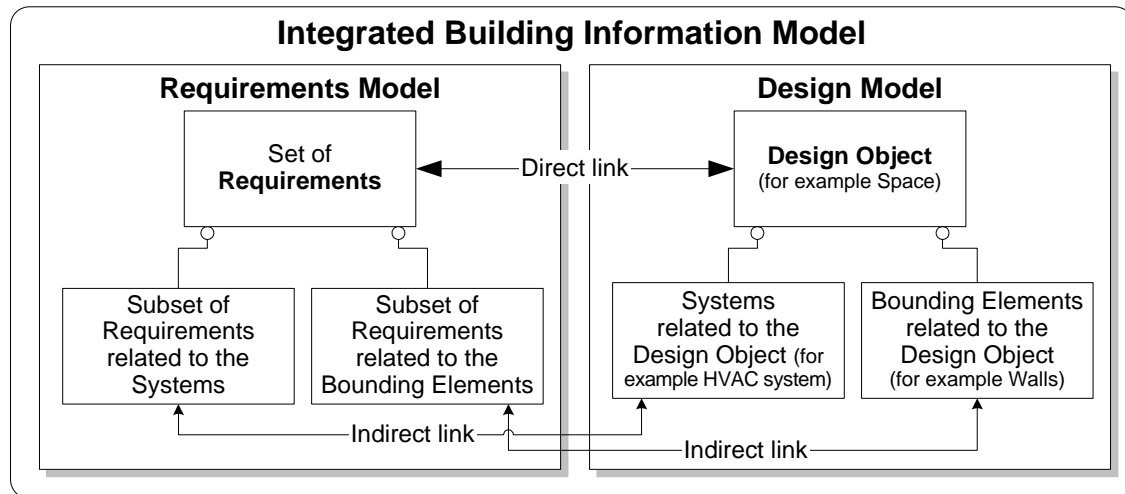 Integrated Building Information Model
Requirements Model
Set of
Requirements
Direct link
Subset of
Requirements
related to the
Systems
Subset of
Requirements
related to the
Bounding Elements
Design Model
Design Object
(for example Space)
Systems
related to the
Design Object (for
example HVAC system)
Bounding Elements
related to the
Design Object
(for example Walls)
Indirect link
Indirect link